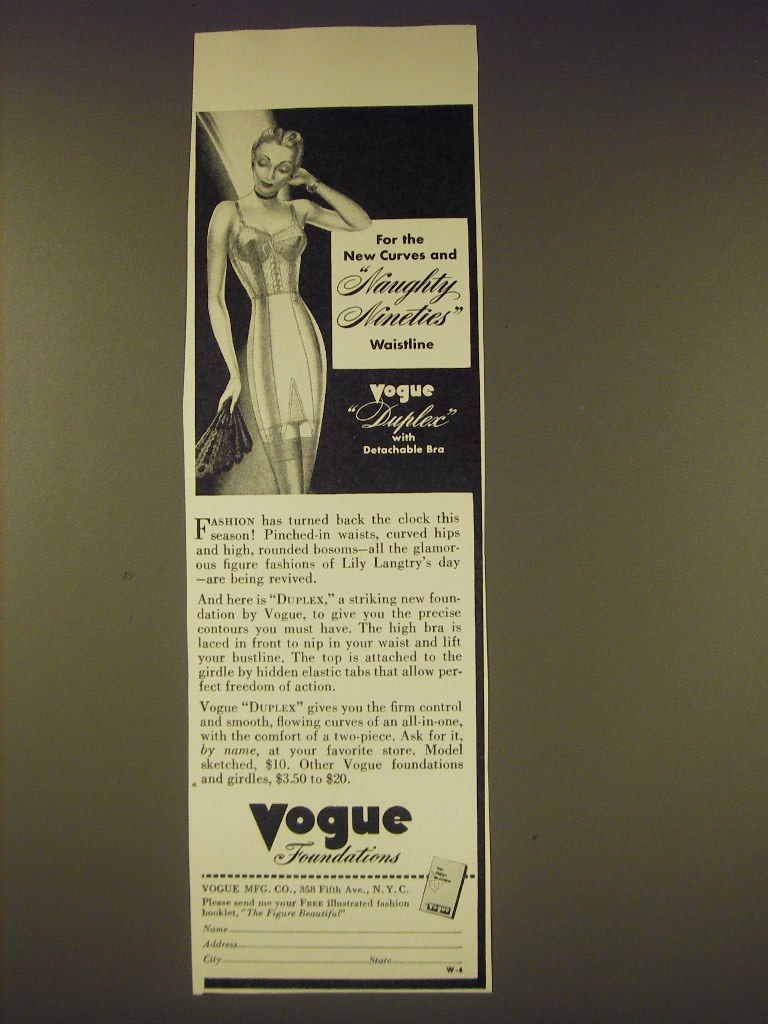 For the
New Curves and
"Naughty
Nineties"
Waistline
Vogue
"Duplex"
with
Detachable Bra
FASHION has turned back the clock this
season! Pinched-in waists, curved hips
and high, rounded bosoms—all the glamor-
ous figure fashions of Lily Langtry's day
—are being revived.
And here is "DUPLEX," a striking new foun-
dation by Vogue, to give you the precise
contours you must have. The high bra is
laced in front to nip in your waist and lift
your bustline. The top is attached to the
girdle by hidden elastic tabs that allow per-
fect freedom of action.
Vogue "DUPLEX" gives you the firm control
and smooth, flowing curves of an all-in-one,
with the comfort of a two-piece. Ask for it,
by name, at your favorite store. Model
sketched, $10. Other Vogue foundations
and girdles, $3.50 to $20.
Vogue
Foundations
VOGUE MFG. CO., 358 Fifth Ave., N. Y. C.
Please send me your FREE illustrated fashion
booklet, "The Figure Beautiful"
Name
Address
City State
W-4
The
Figure
Beautiful
Vogue